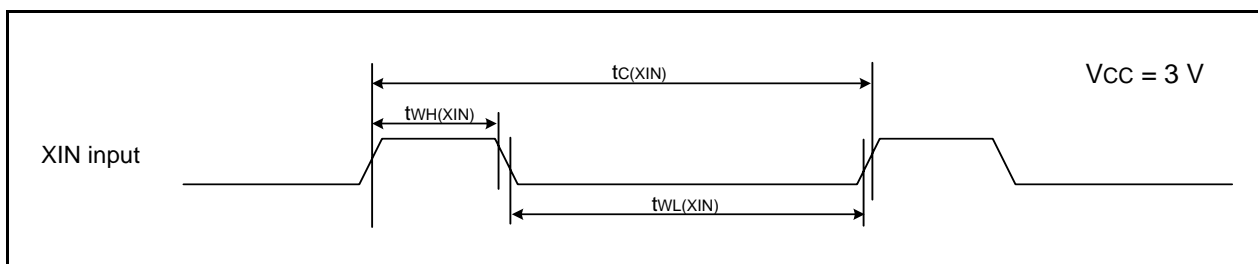 tC(XIN)
VCC = 3 V
tWH(XIN)
XIN input
tWL(XIN)